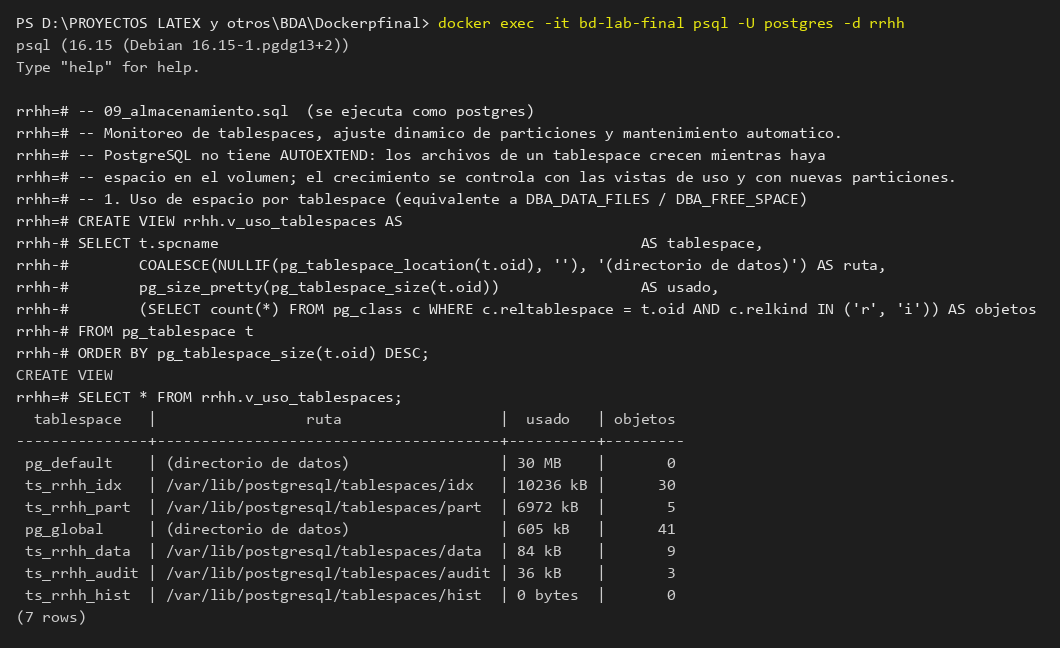 PS D:\PROYECTOS LATEX y otros\BDA\Dockerpfinal> docker exec -it bd-lab-final psql -U postgres -d rrhh
psql (16.15 (Debian 16.15-1.pgdg13+2))
Type "help" for help.

rrhh=# -- 09_almacenamiento.sql  (se ejecuta como postgres)
rrhh=# -- Monitoreo de tablespaces, ajuste dinamico de particiones y mantenimiento automatico.
rrhh=# -- PostgreSQL no tiene AUTOEXTEND: los archivos de un tablespace crecen mientras haya
rrhh=# -- espacio en el volumen; el crecimiento se controla con las vistas de uso y con nuevas particiones.
rrhh=# -- 1. Uso de espacio por tablespace (equivalente a DBA_DATA_FILES / DBA_FREE_SPACE)
rrhh=# CREATE VIEW rrhh.v_uso_tablespaces AS
rrhh-# SELECT t.spcname                                                AS tablespace,
rrhh-#        COALESCE(NULLIF(pg_tablespace_location(t.oid), ''), '(directorio de datos)') AS ruta,
rrhh-#        pg_size_pretty(pg_tablespace_size(t.oid))                AS usado,
rrhh-#        (SELECT count(*) FROM pg_class c WHERE c.reltablespace = t.oid AND c.relkind IN ('r', 'i')) AS objetos
rrhh-# FROM pg_tablespace t
rrhh-# ORDER BY pg_tablespace_size(t.oid) DESC;
CREATE VIEW
rrhh=# SELECT * FROM rrhh.v_uso_tablespaces;
  tablespace   |                 ruta                  |  usado   | objetos
---------------+---------------------------------------+----------+---------
 pg_default    | (directorio de datos)                 | 30 MB    |       0
 ts_rrhh_idx   | /var/lib/postgresql/tablespaces/idx   | 10236 kB |      30
 ts_rrhh_part  | /var/lib/postgresql/tablespaces/part  | 6972 kB  |       5
 pg_global     | (directorio de datos)                 | 605 kB   |      41
 ts_rrhh_data  | /var/lib/postgresql/tablespaces/data  | 84 kB    |       9
 ts_rrhh_audit | /var/lib/postgresql/tablespaces/audit | 36 kB    |       3
 ts_rrhh_hist  | /var/lib/postgresql/tablespaces/hist  | 0 bytes  |       0
(7 rows)